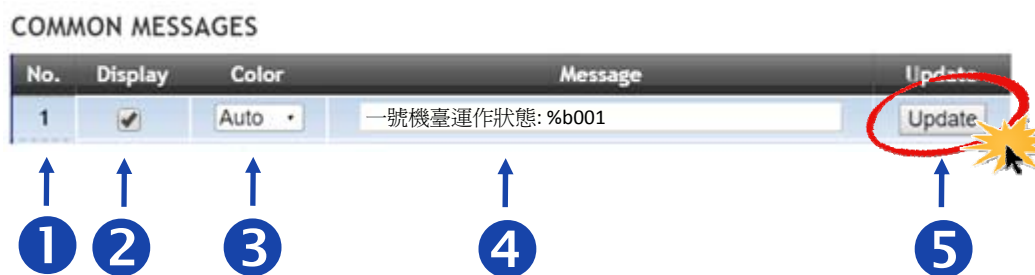 COMMON MESSAGES
No. Display Color Message Update
1 Auto 一號機臺運作狀態: %b001 Update
1 2 3 4 5